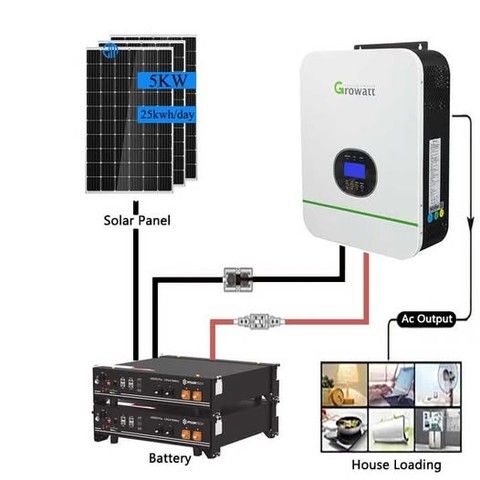 5KW
25kwh/day
Growatt
Solar Panel
Ac Output
Battery
House Loading